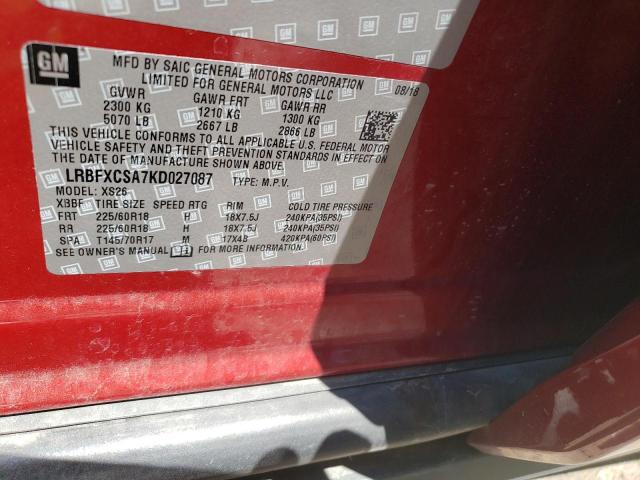 GM
MFD BY SAIC GENERAL MOTORS CORPORATION
LIMITED FOR GENERAL MOTORS LLC
08/18
GVWR GAWR FRT GAWR RR
2300 KG 1210 KG 1300 KG
5070 LB 2667 LB 2866 LB
THIS VEHICLE CONFORMS TO ALL APPLICABLE U.S. FEDERAL MOTOR
VEHICLE SAFETY AND THEFT PREVENTION STANDARDS IN EFFECT ON
THE DATE OF MANUFACTURE SHOWN ABOVE.
LRBFXCSA7KD027087 TYPE: M.P.V.
MODEL: XS26
XBBF TIRE SIZE SPEED RTG RIM COLD TIRE PRESSURE
FRT 225/60R18 H 18X7.5J 240KPA(35PSI)
RR 225/60R18 H 18X7.5J 240KPA(35PSI)
SPA T145/70R17 M 17X4B 420KPA(60PSI)
SEE OWNER'S MANUAL FOR MORE INFORMATION.